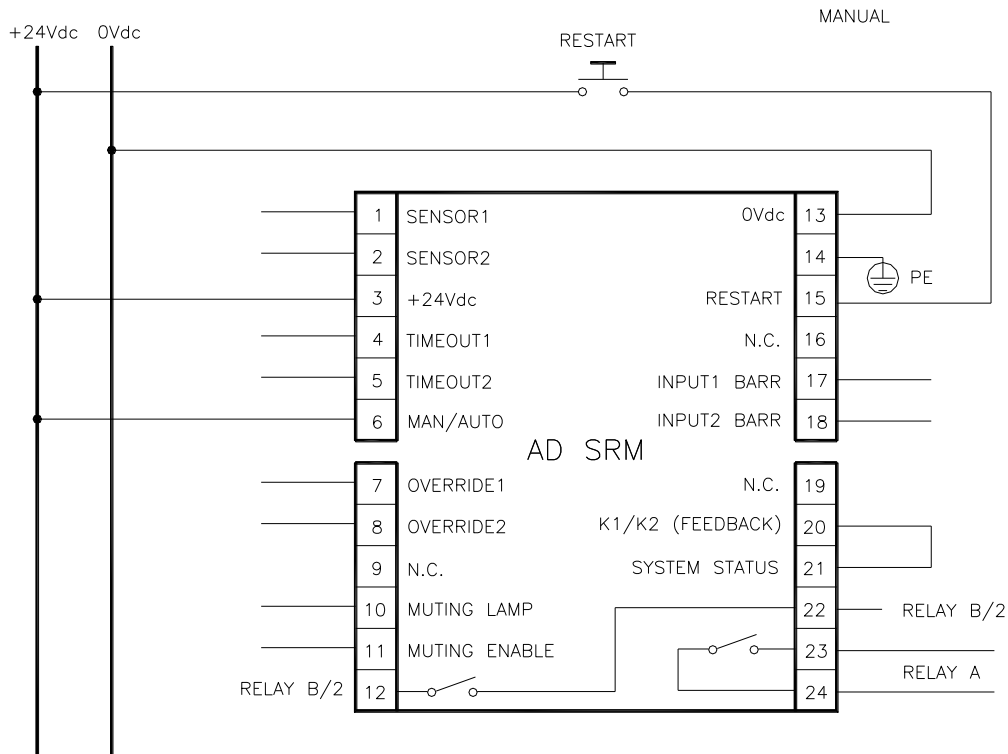 MANUAL
+24Vdc 0Vdc
RESTART
1 SENSOR1 0Vdc 13
2 SENSOR2 14
PE
3 +24Vdc RESTART 15
4 TIMEOUT1 N.C. 16
5 TIMEOUT2 INPUT1 BARR 17
6 MAN/AUTO INPUT2 BARR 18
AD SRM
7 OVERRIDE1 N.C. 19
8 OVERRIDE2 K1/K2 (FEEDBACK) 20
9 N.C. SYSTEM STATUS 21
10 MUTING LAMP 22 RELAY B/2
11 MUTING ENABLE 23
RELAY A
RELAY B/2 12 24